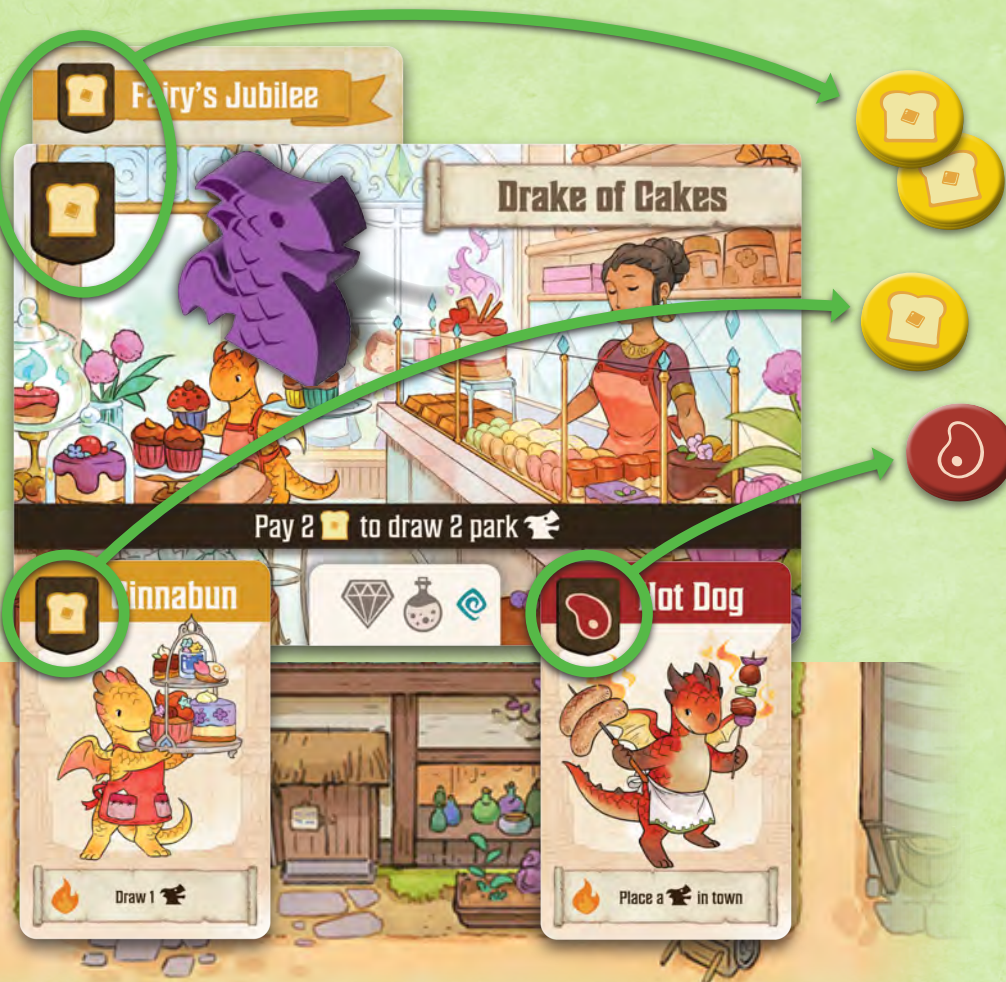 Fairy's Jubilee
Drake of Cakes
Pay 2 to draw 2 park
innabun
Hot Dog
Draw 1
Place a in town